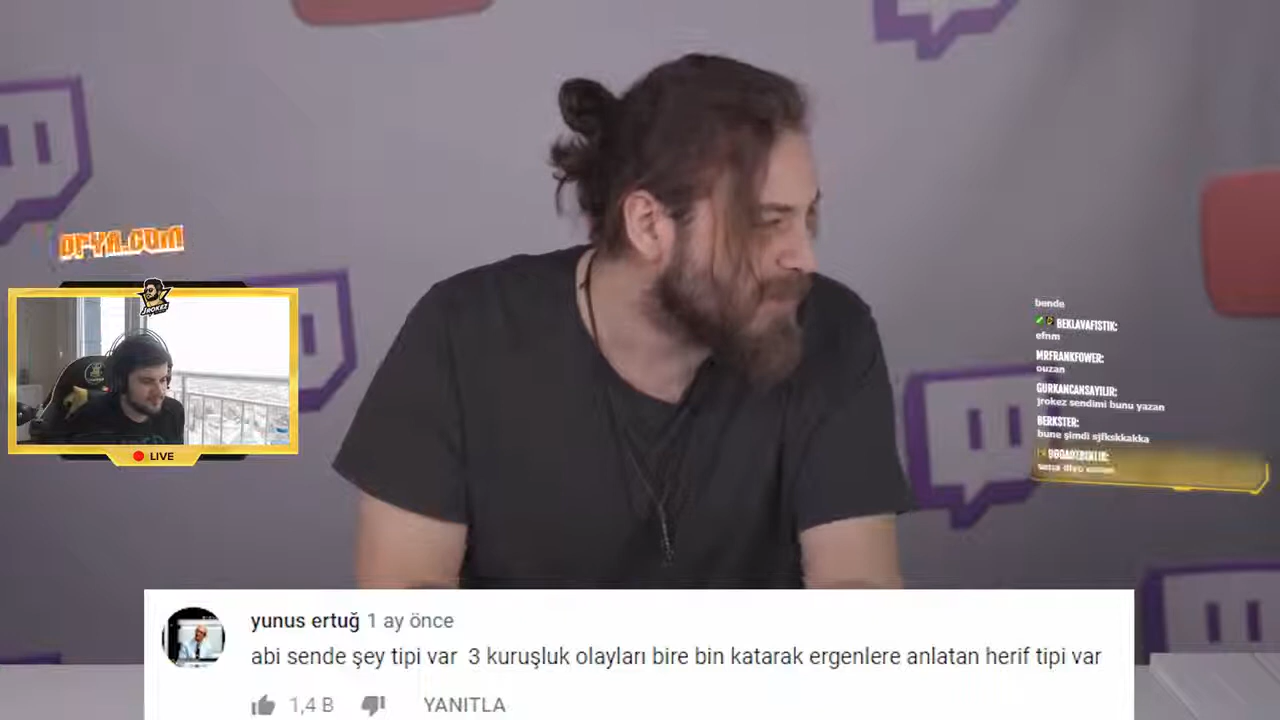 JROKEZ
LIVE
bende
BEKLAVAFISTIK:
efnm
MRFRANKFOWER:
ouzan
GURKANCANSAYILIR:
jrokez sendimi bunu yazan
BERKSTER:
bune şimdi sjfkskkakka
yunus ertuğ 1 ay önce
abi sende şey tipi var 3 kuruşluk olayları bire bin katarak ergenlere anlatan herif tipi var
1,4 B YANITLA